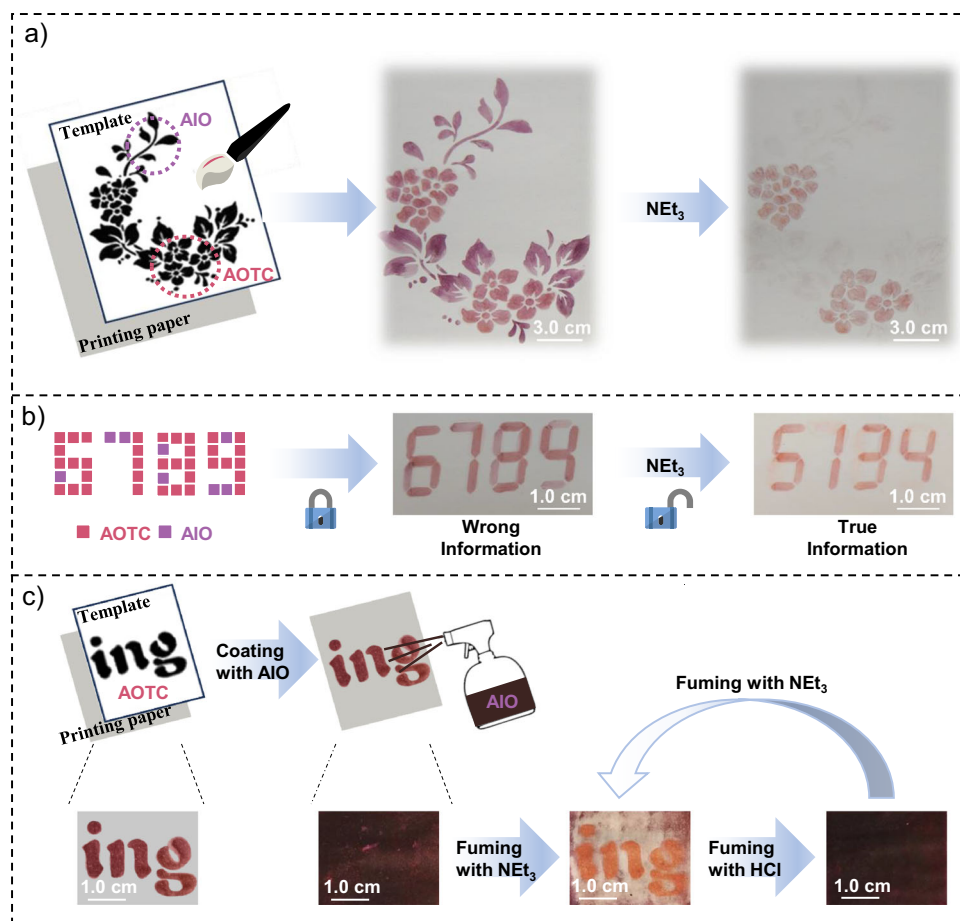 a)
Template
AIO
AOTC
Printing paper
3.0 cm
NEt₃
3.0 cm
b)
AOTC
AIO
6789
6789
1.0 cm
Wrong
Information
NEt₃
5134
1.0 cm
True
Information
c)
Template
ing
AOTC
Printing paper
Coating
with AIO
ing
AIO
Fuming with NEt₃
ing
1.0 cm
1.0 cm
Fuming
with NEt₃
ing
1.0 cm
Fuming
with HCl
1.0 cm